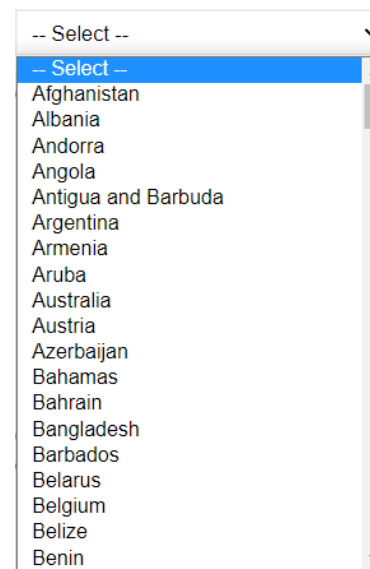 -- Select --
-- Select --
Afghanistan
Albania
Andorra
Angola
Antigua and Barbuda
Argentina
Armenia
Aruba
Australia
Austria
Azerbaijan
Bahamas
Bahrain
Bangladesh
Barbados
Belarus
Belgium
Belize
Benin